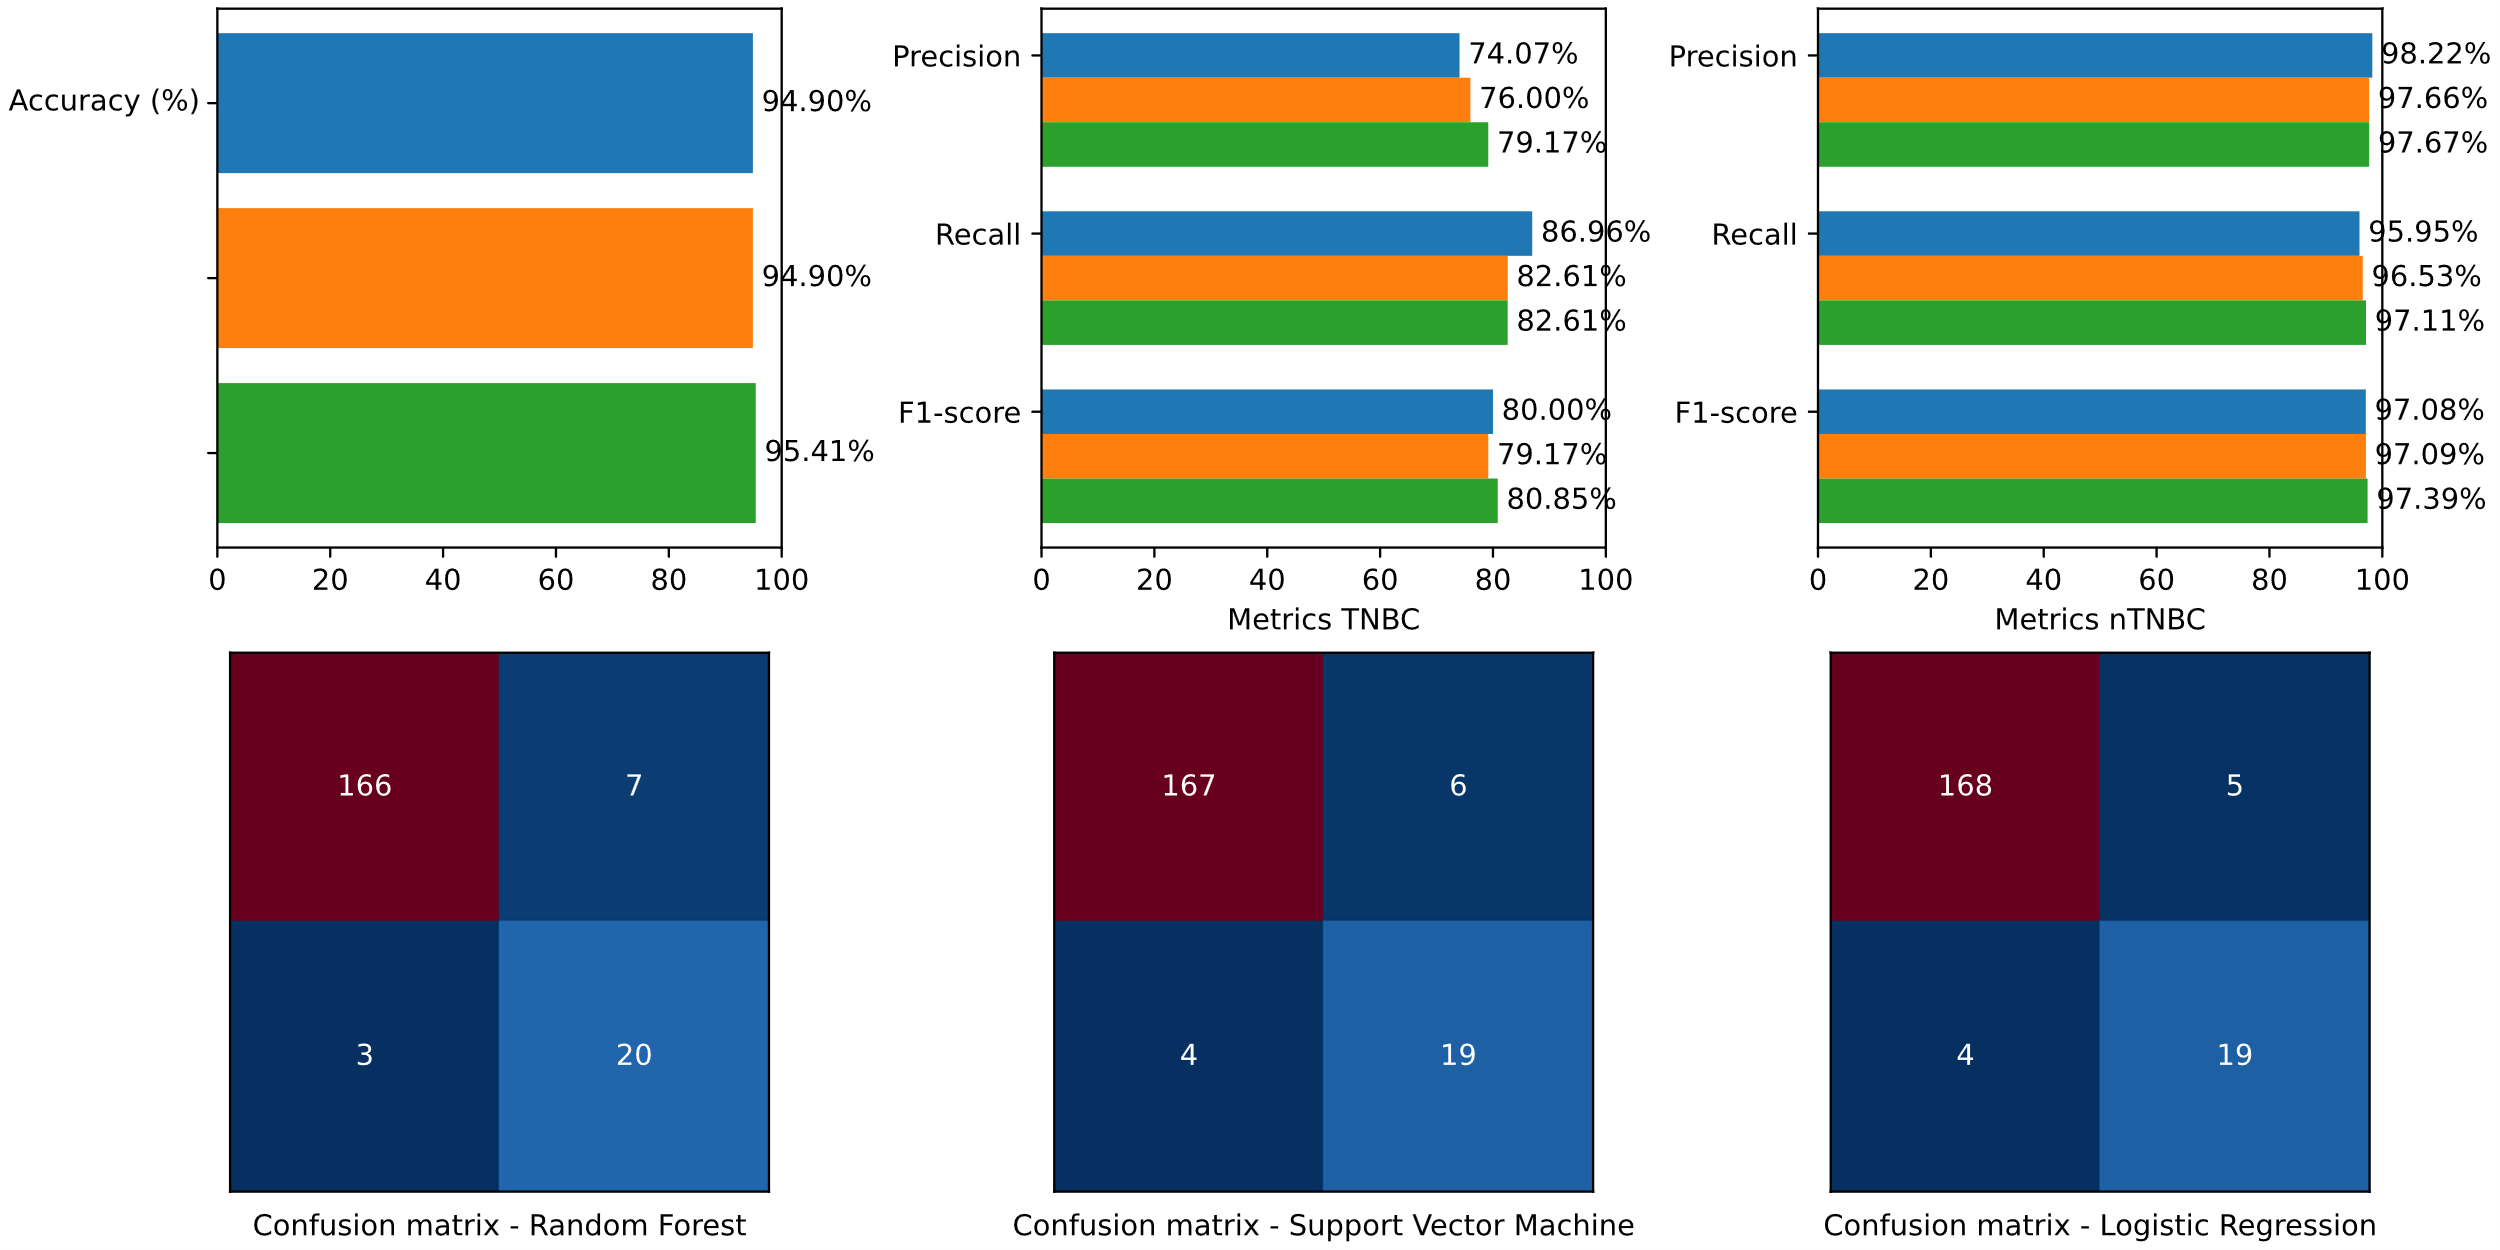 Accuracy (%)
94.90%
94.90%
95.41%
0 20 40 60 80 100
Precision
74.07%
76.00%
79.17%
Recall
86.96%
82.61%
82.61%
F1-score
80.00%
79.17%
80.85%
0 20 40 60 80 100
Metrics TNBC
Precision
98.22%
97.66%
97.67%
Recall
95.95%
96.53%
97.11%
F1-score
97.08%
97.09%
97.39%
0 20 40 60 80 100
Metrics nTNBC
166 7
3 20
Confusion matrix - Random Forest
167 6
4 19
Confusion matrix - Support Vector Machine
168 5
4 19
Confusion matrix - Logistic Regression